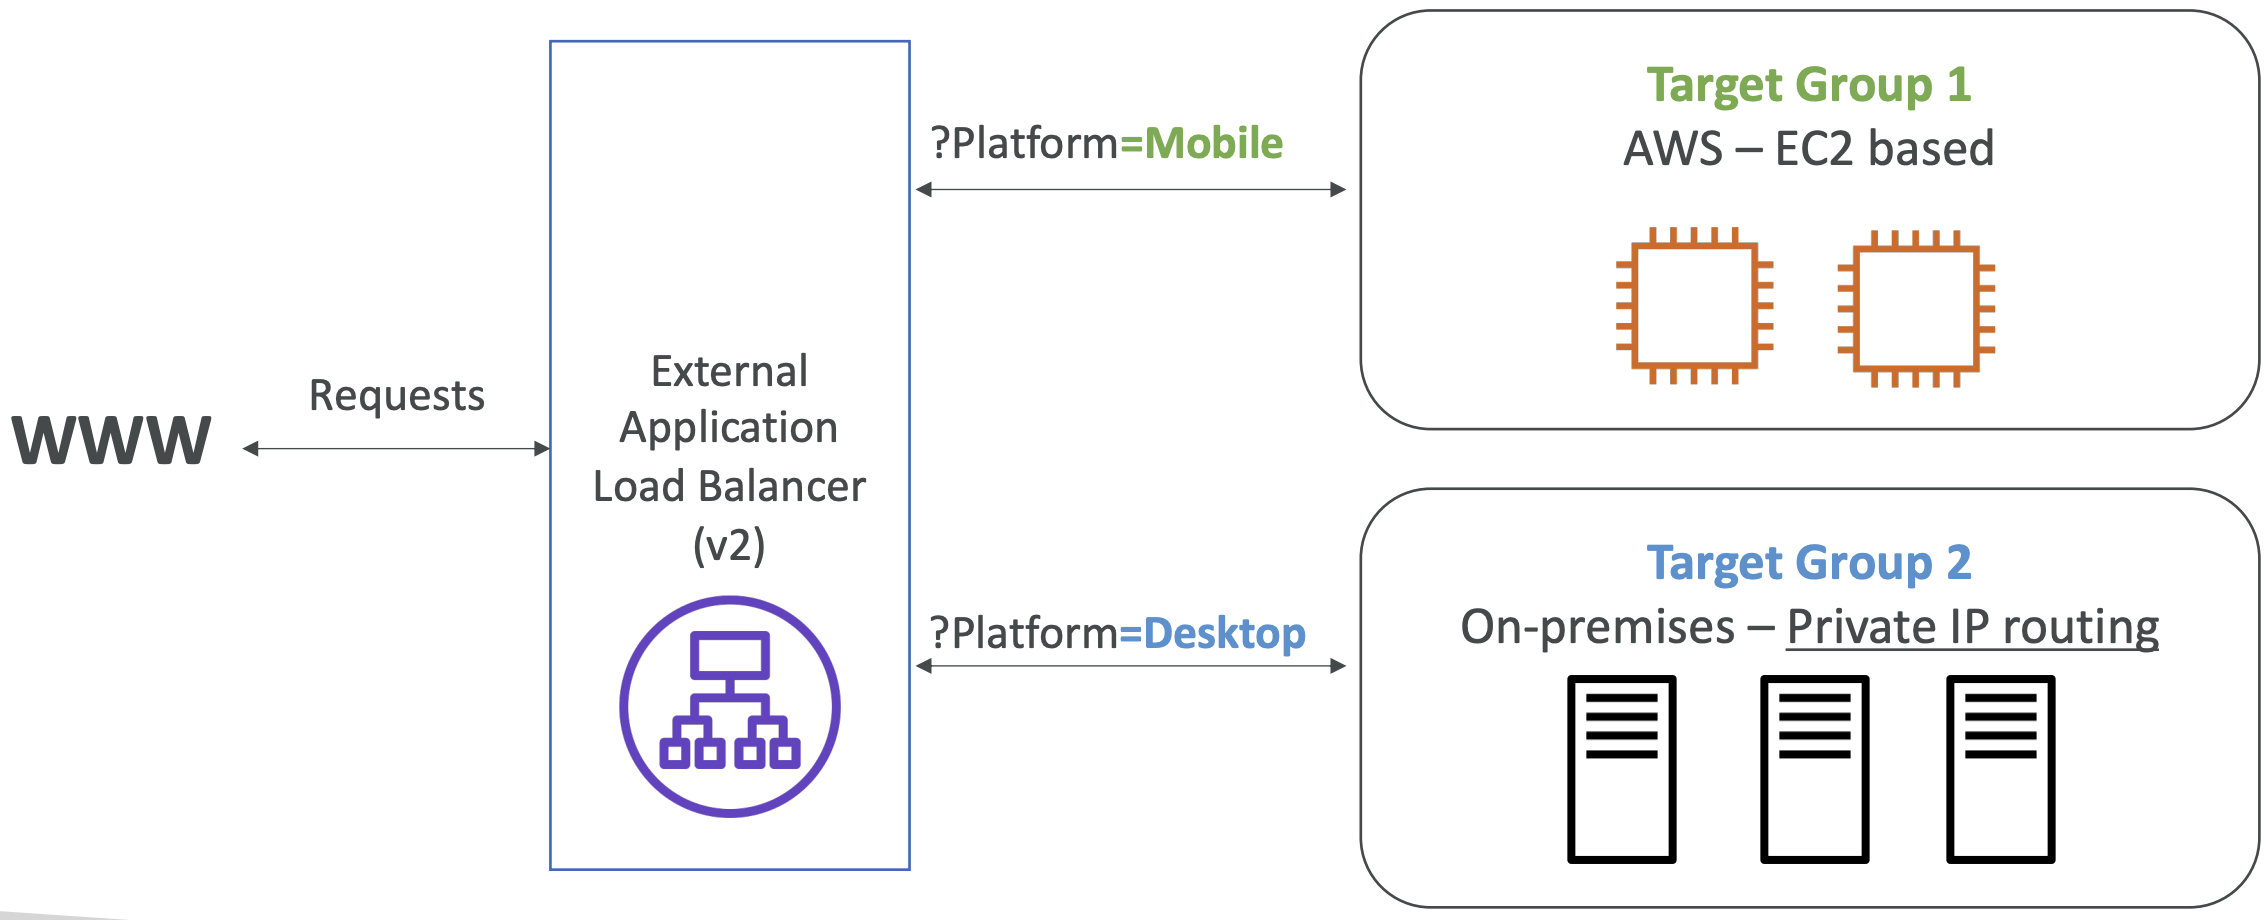 WWW
Requests
External
Application
Load Balancer
(v2)
?Platform=Mobile
?Platform=Desktop
Target Group 1
AWS – EC2 based
Target Group 2
On-premises – Private IP routing